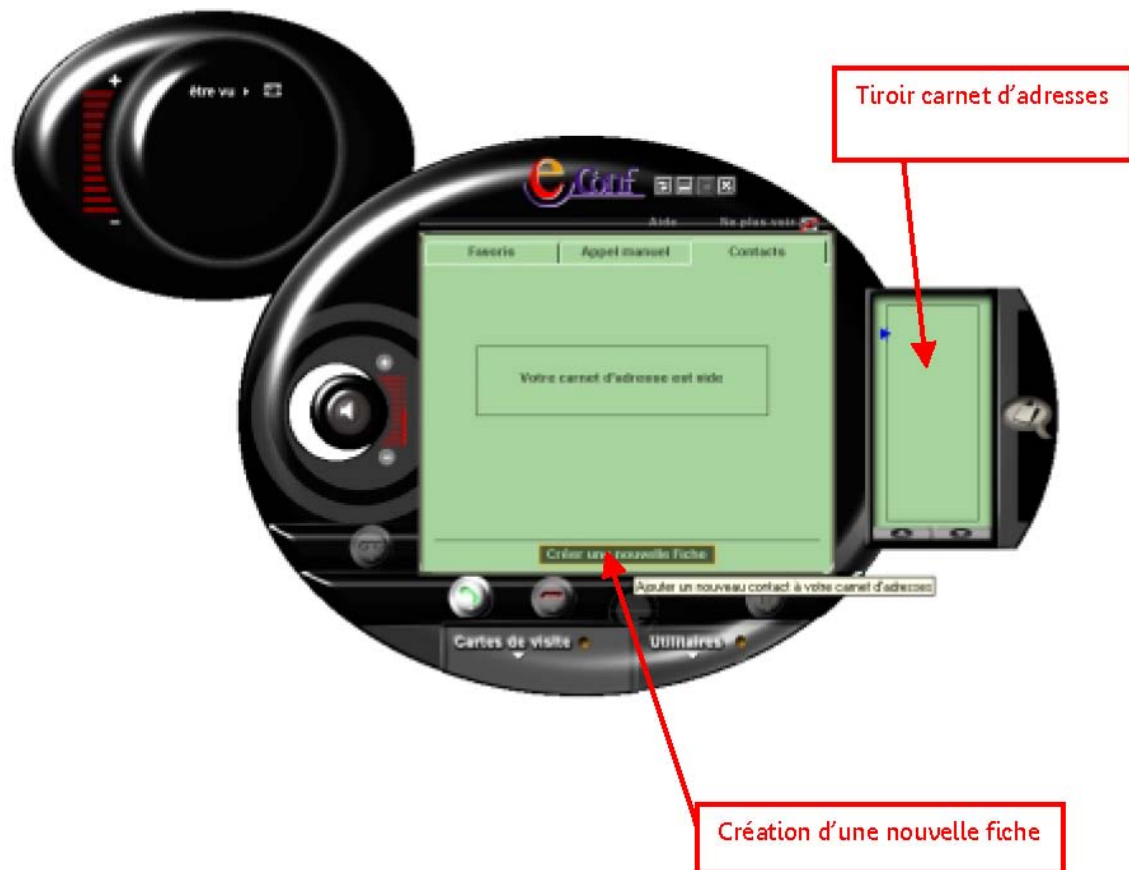 +
être vu
-
Tiroir carnet d'adresses
eConf
Aide Ne plus voir
Favoris Appel manuel Contacts
Votre carnet d'adresse est vide
Créer une nouvelle fiche
Ajouter un nouveau contact à votre carnet d'adresses
Cartes de visite Utilitaires
Création d'une nouvelle fiche